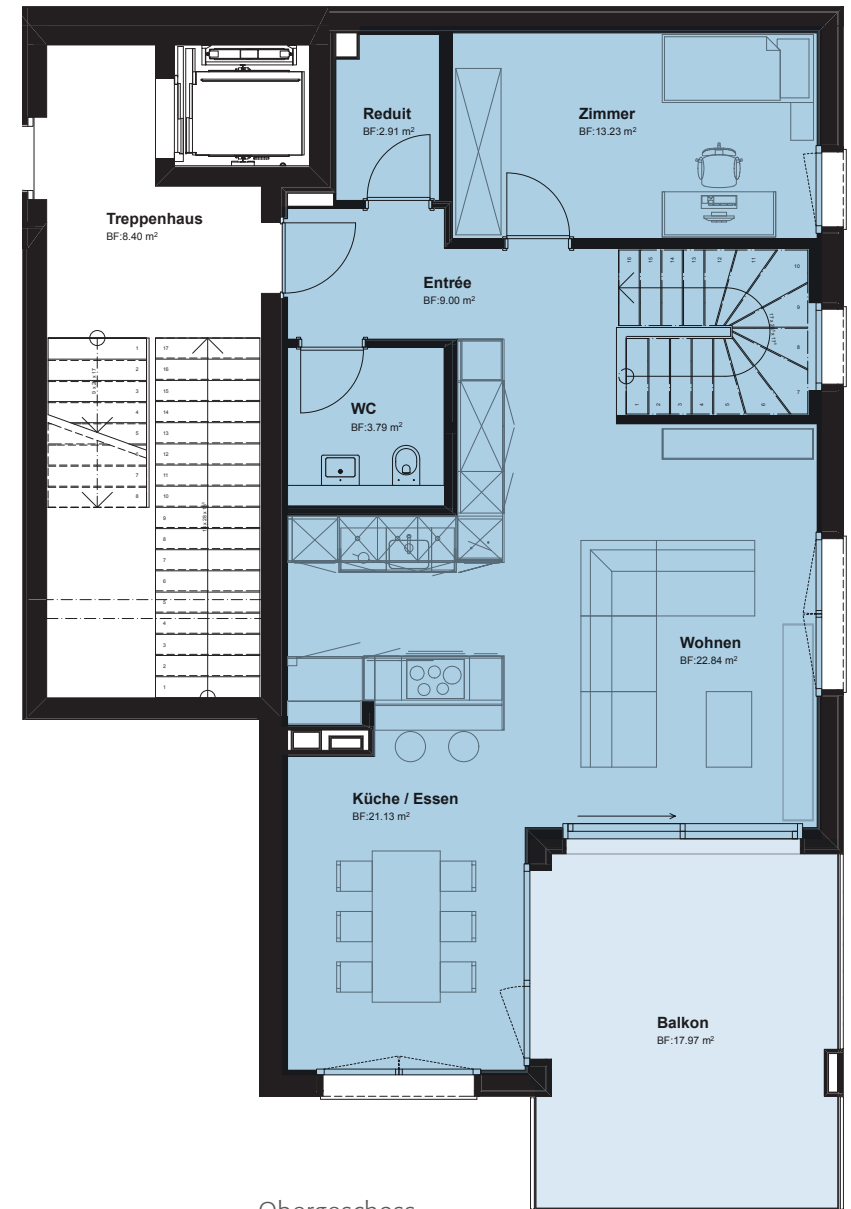 Reduit
BF:2.91 m²
Zimmer
BF:13.23 m²
Treppenhaus
BF:8.40 m²
Entrée
BF:9.00 m²
WC
BF:3.79 m²
Wohnen
BF:22.84 m²
Küche / Essen
BF:21.13 m²
Balkon
BF:17.97 m²
Obergeschoss